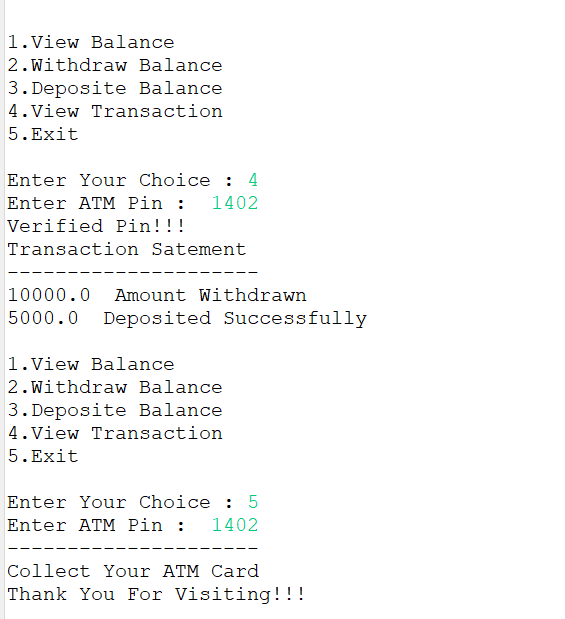 1.View Balance
2.Withdraw Balance
3.Deposite Balance
4.View Transaction
5.Exit
Enter Your Choice : 4
Enter ATM Pin :  1402
Verified Pin!!!
Transaction Satement
---------------------
10000.0  Amount Withdrawn
5000.0  Deposited Successfully
1.View Balance
2.Withdraw Balance
3.Deposite Balance
4.View Transaction
5.Exit
Enter Your Choice : 5
Enter ATM Pin :  1402
---------------------
Collect Your ATM Card
Thank You For Visiting!!!